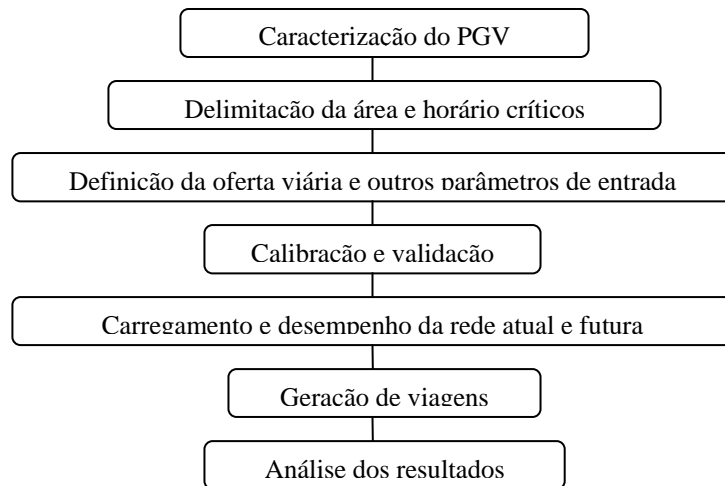 Caracterização do PGV
Delimitação da área e horário críticos
Definição da oferta viária e outros parâmetros de entrada
Calibração e validação
Carregamento e desempenho da rede atual e futura
Geração de viagens
Análise dos resultados